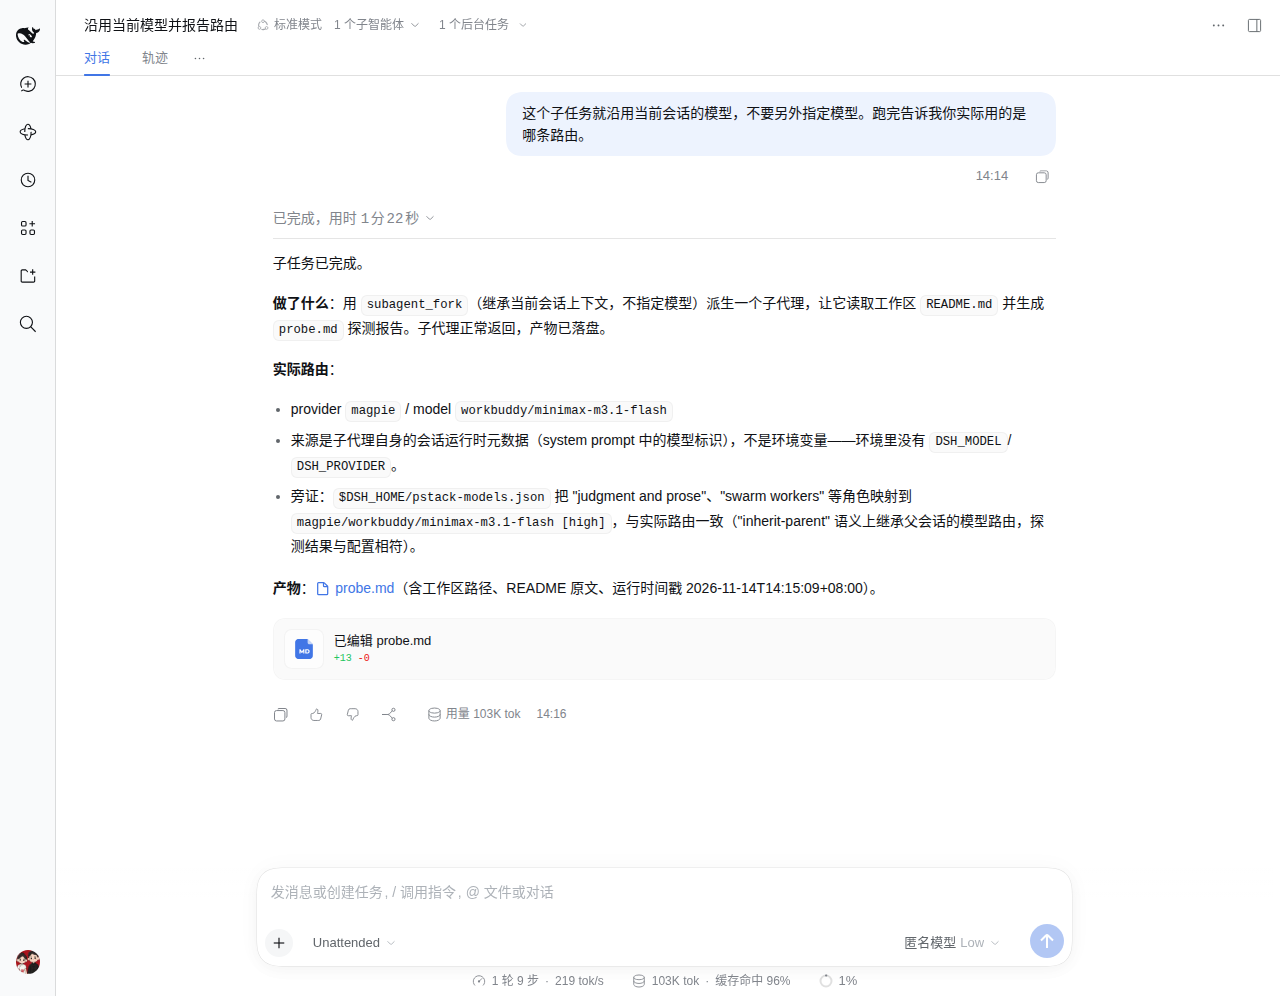 沿用当前模型并报告路由 标准模式 1 个子智能体 1 个后台任务
对话 轨迹
这个子任务就沿用当前会话的模型，不要另外指定模型。跑完告诉我你实际用的是
哪条路由。
14:14
已完成，用时 1分22秒
子任务已完成。
做了什么：用 subagent_fork（继承当前会话上下文，不指定模型）派生一个子代理，让它读取工作区 README.md 并生成
probe.md 探测报告。子代理正常返回，产物已落盘。
实际路由：
provider magpie / model workbuddy/minimax-m3.1-flash
来源是子代理自身的会话运行时元数据（system prompt 中的模型标识），不是环境变量——环境里没有 DSH_MODEL /
DSH_PROVIDER 。
旁证： $DSH_HOME/pstack-models.json 把 "judgment and prose"、"swarm workers" 等角色映射到
magpie/workbuddy/minimax-m3.1-flash [high] ，与实际路由一致（"inherit-parent" 语义上继承父会话的模型路由，探
测结果与配置相符）。
产物： probe.md（含工作区路径、README 原文、运行时间戳 2026-11-14T14:15:09+08:00）。
MD 已编辑 probe.md
+13 -0
用量 103K tok 14:16
发消息或创建任务, / 调用指令, @ 文件或对话
Unattended 匿名模型 Low
1 轮 9 步 · 219 tok/s 103K tok · 缓存命中 96% 1%